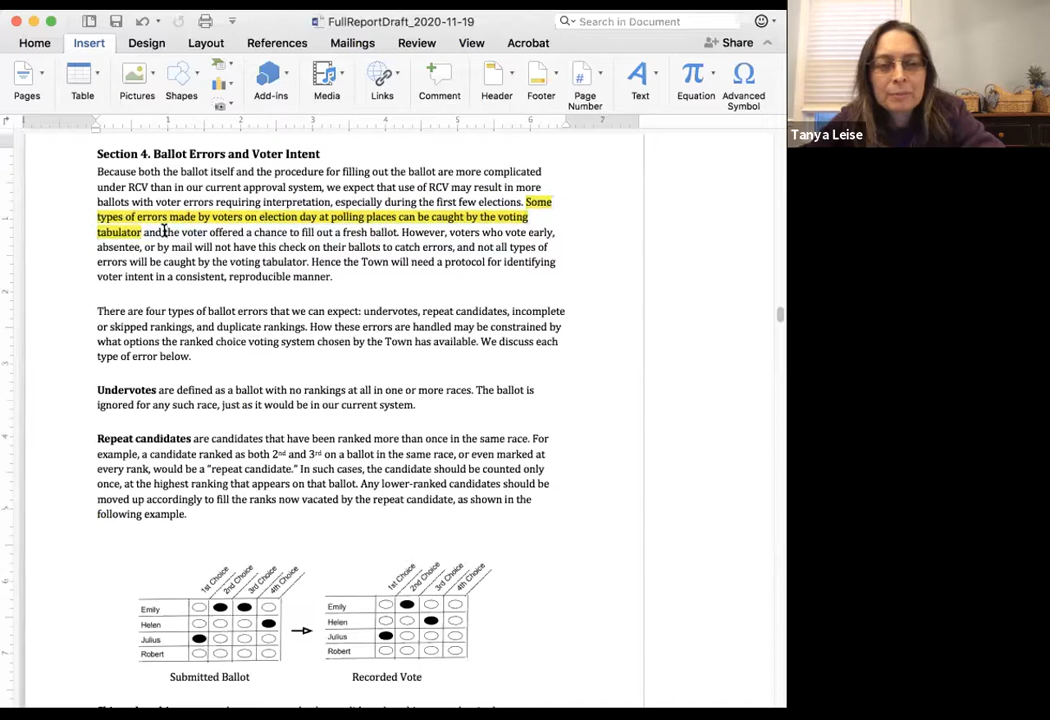 FullReportDraft_2020-11-19
Search in Document
Home Insert Design Layout References Mailings Review View Acrobat Share
Pages Table Pictures Shapes Add-ins Media Links Comment Header Footer Page Number Text Equation Advanced Symbol
1 2 3 4 5 6 7
Tanya Leise
Section 4. Ballot Errors and Voter Intent
Because both the ballot itself and the procedure for filling out the ballot are more complicated
under RCV than in our current approval system, we expect that use of RCV may result in more
ballots with voter errors requiring interpretation, especially during the first few elections. Some
types of errors made by voters on election day at polling places can be caught by the voting
tabulator and the voter offered a chance to fill out a fresh ballot. However, voters who vote early,
absentee, or by mail will not have this check on their ballots to catch errors, and not all types of
errors will be caught by the voting tabulator. Hence the Town will need a protocol for identifying
voter intent in a consistent, reproducible manner.
There are four types of ballot errors that we can expect: undervotes, repeat candidates, incomplete
or skipped rankings, and duplicate rankings. How these errors are handled may be constrained by
what options the ranked choice voting system chosen by the Town has available. We discuss each
type of error below.
Undervotes are defined as a ballot with no rankings at all in one or more races. The ballot is
ignored for any such race, just as it would be in our current system.
Repeat candidates are candidates that have been ranked more than once in the same race. For
example, a candidate ranked as both 2nd and 3rd on a ballot in the same race, or even marked at
every rank, would be a “repeat candidate.” In such cases, the candidate should be counted only
once, at the highest ranking that appears on that ballot. Any lower-ranked candidates should be
moved up accordingly to fill the ranks now vacated by the repeat candidate, as shown in the
following example.
1st Choice 2nd Choice 3rd Choice 4th Choice
Emily
Helen
Julius
Robert
Submitted Ballot
1st Choice 2nd Choice 3rd Choice 4th Choice
Emily
Helen
Julius
Robert
Recorded Vote